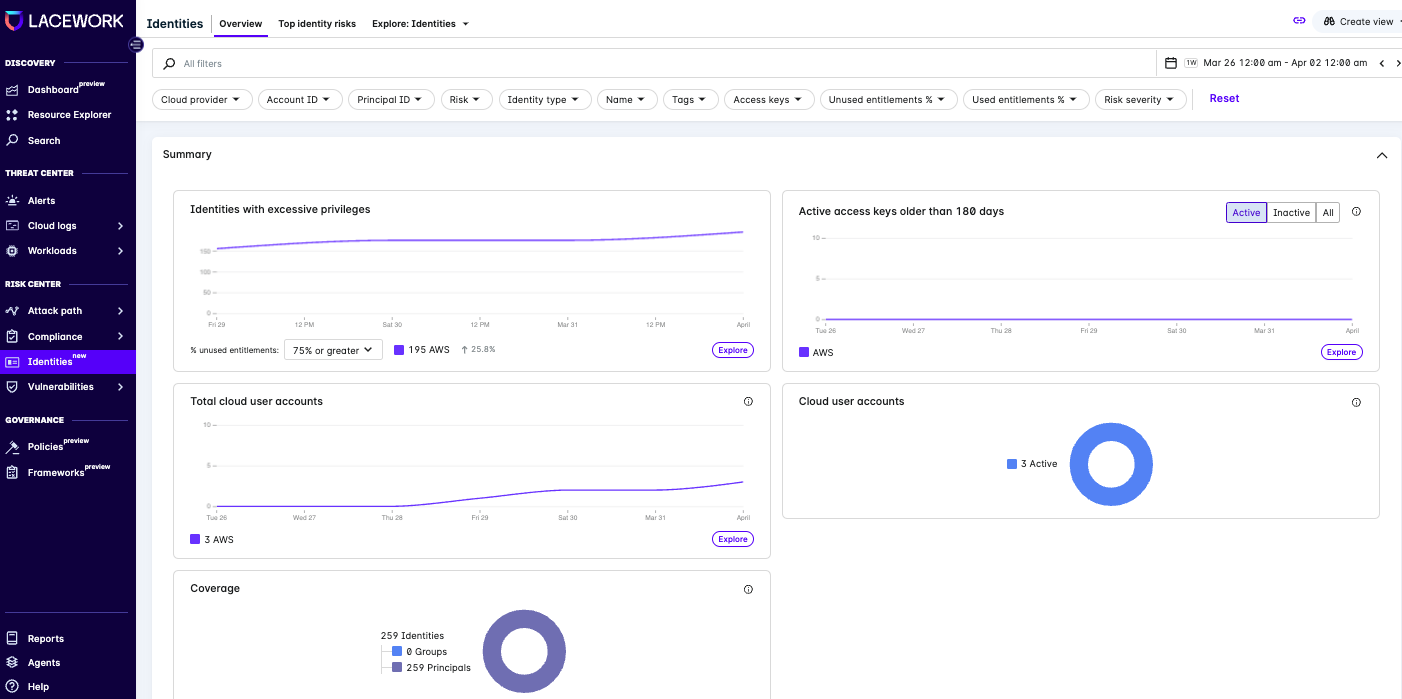 LACEWORK
DISCOVERY
Dashboard preview
Resource Explorer
Search
THREAT CENTER
Alerts
Cloud logs
Workloads
RISK CENTER
Attack path
Compliance
Identities new
Vulnerabilities
GOVERNANCE
Policies preview
Frameworks preview
Reports
Agents
Help
Identities Overview Top identity risks Explore: Identities Create view
All filters 1W Mar 26 12:00 am - Apr 02 12:00 am
Cloud provider Account ID Principal ID Risk Identity type Name Tags Access keys Unused entitlements % Used entitlements % Risk severity Reset
Summary
Identities with excessive privileges
150
100
50
0
Fri 29 12 PM Sat 30 12 PM Mar 31 12 PM April
% unused entitlements: 75% or greater 195 AWS ↑ 25.8% Explore
Active access keys older than 180 days Active Inactive All
10
5
0
Tue 26 Wed 27 Thu 28 Fri 29 Sat 30 Mar 31 April
AWS Explore
Total cloud user accounts
10
5
0
Tue 26 Wed 27 Thu 28 Fri 29 Sat 30 Mar 31 April
3 AWS Explore
Cloud user accounts
3 Active
Coverage
259 Identities
0 Groups
259 Principals